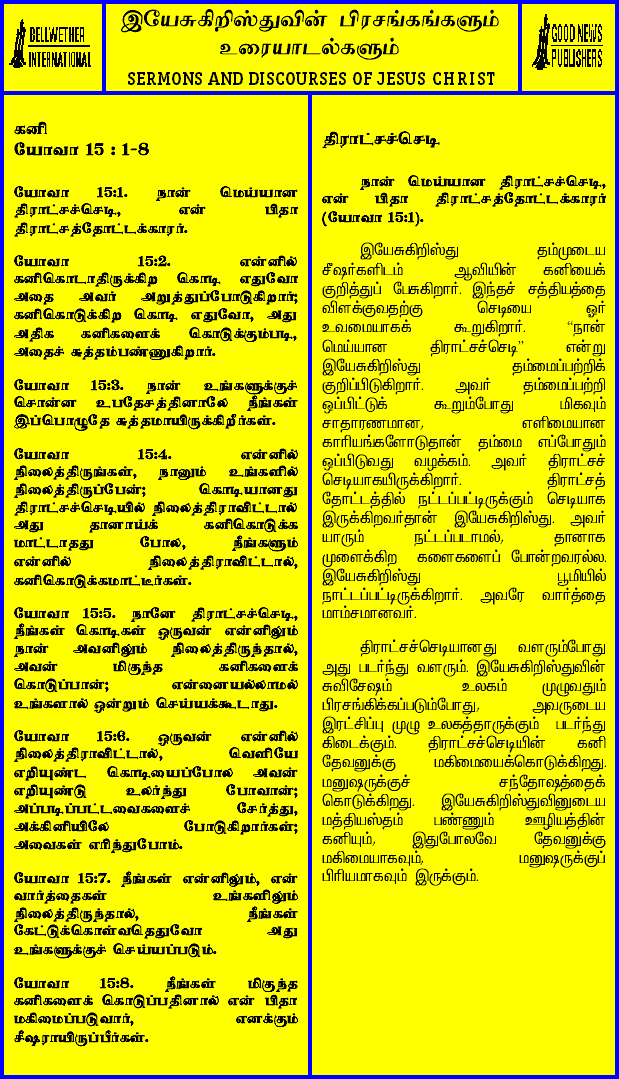 BELLWETHER
INTERNATIONAL
இயேசுகிறிஸ்துவின் பிரசங்கங்களும்
உரையாடல்களும்
SERMONS AND DISCOURSES OF JESUS CHRIST
GOOD NEWS
PUBLISHERS
கனி
யோவா 15 : 1-8
யோவா 15:1. நான் மெய்யான
திராட்சச்செடி, என் பிதா
திராட்சத்தோட்டக்காரர்.
யோவா 15:2. என்னில்
கனிகொடாதிருக்கிற கொடி எதுவோ
அதை அவர் அறுத்துப்போடுகிறார்;
கனிகொடுக்கிற கொடி எதுவோ, அது
அதிக கனிகளைக் கொடுக்கும்படி,
அதைச் சுத்தம்பண்ணுகிறார்.
யோவா 15:3. நான் உங்களுக்குச்
சொன்ன உபதேசத்தினாலே நீங்கள்
இப்பொழுதே சுத்தமாயிருக்கிறீர்கள்.
யோவா 15:4. என்னில்
நிலைத்திருங்கள், நானும் உங்களில்
நிலைத்திருப்பேன்; கொடியானது
திராட்சச்செடியில் நிலைத்திராவிட்டால்
அது தானாய்க் கனிகொடுக்க
மாட்டாதது போல, நீங்களும்
என்னில் நிலைத்திராவிட்டால்,
கனிகொடுக்கமாட்டீர்கள்.
யோவா 15:5. நானே திராட்சச்செடி,
நீங்கள் கொடிகள் ஒருவன் என்னிலும்
நான் அவனிலும் நிலைத்திருந்தால்,
அவன் மிகுந்த கனிகளைக்
கொடுப்பான்; என்னையல்லாமல்
உங்களால் ஒன்றும் செய்யக்கூடாது.
யோவா 15:6. ஒருவன் என்னில்
நிலைத்திராவிட்டால், வெளியே
எறியுண்ட கொடியைப்போல அவன்
எறியுண்டு உலர்ந்து போவான்;
அப்படிப்பட்டவைகளைச் சேர்த்து,
அக்கினியிலே போடுகிறார்கள்;
அவைகள் எரிந்துபோம்.
யோவா 15:7. நீங்கள் என்னிலும், என்
வார்த்தைகள் உங்களிலும்
நிலைத்திருந்தால், நீங்கள்
கேட்டுக்கொள்வதெதுவோ அது
உங்களுக்குச் செய்யப்படும்.
யோவா 15:8. நீங்கள் மிகுந்த
கனிகளைக் கொடுப்பதினால் என் பிதா
மகிமைப்படுவார், எனக்கும்
சீஷராயிருப்பீர்கள்.
திராட்சச்செடி
நான் மெய்யான திராட்சச்செடி,
என் பிதா திராட்சத்தோட்டக்காரர்
(யோவா 15:1).
இயேசுகிறிஸ்து தம்முடைய
சீஷர்களிடம் ஆவியின் கனியைக்
குறித்துப் பேசுகிறார். இந்தச் சத்தியத்தை
விளக்குவதற்கு செடியை ஓர்
உவமையாகக் கூறுகிறார். “நான்
மெய்யான திராட்சச்செடி” என்று
இயேசுகிறிஸ்து தம்மைப்பற்றிக்
குறிப்பிடுகிறார். அவர் தம்மைப்பற்றி
ஒப்பிட்டுக் கூறும்போது மிகவும்
சாதாரணமான, எளிமையான
காரியங்களோடுதான் தம்மை எப்போதும்
ஒப்பிடுவது வழக்கம். அவர் திராட்சச்
செடியாகயிருக்கிறார். திராட்சத்
தோட்டத்தில் நட்டப்பட்டிருக்கும் செடியாக
இருக்கிறவர்தான் இயேசுகிறிஸ்து. அவர்
யாரும் நட்டப்படாமல், தானாக
முளைக்கிற களைகளைப் போன்றவரல்ல.
இயேசுகிறிஸ்து பூமியில்
நாட்டப்பட்டிருக்கிறார். அவரே வார்த்தை
மாம்சமானவர்.
திராட்சச்செடியானது வளரும்போது
அது படர்ந்து வளரும். இயேசுகிறிஸ்துவின்
சுவிசேஷம் உலகம் முழுவதும்
பிரசங்கிக்கப்படும்போது, அவருடைய
இரட்சிப்பு முழு உலகத்தாருக்கும் படர்ந்து
கிடைக்கும். திராட்சச்செடியின் கனி
தேவனுக்கு மகிமையைக்கொடுக்கிறது.
மனுஷருக்குச் சந்தோஷத்தைக்
கொடுக்கிறது. இயேசுகிறிஸ்துவினுடைய
மத்தியஸ்தம் பண்ணும் ஊழியத்தின்
கனியும், இதுபோலவே தேவனுக்கு
மகிமையாகவும், மனுஷருக்குப்
பிரியமாகவும் இருக்கும்.